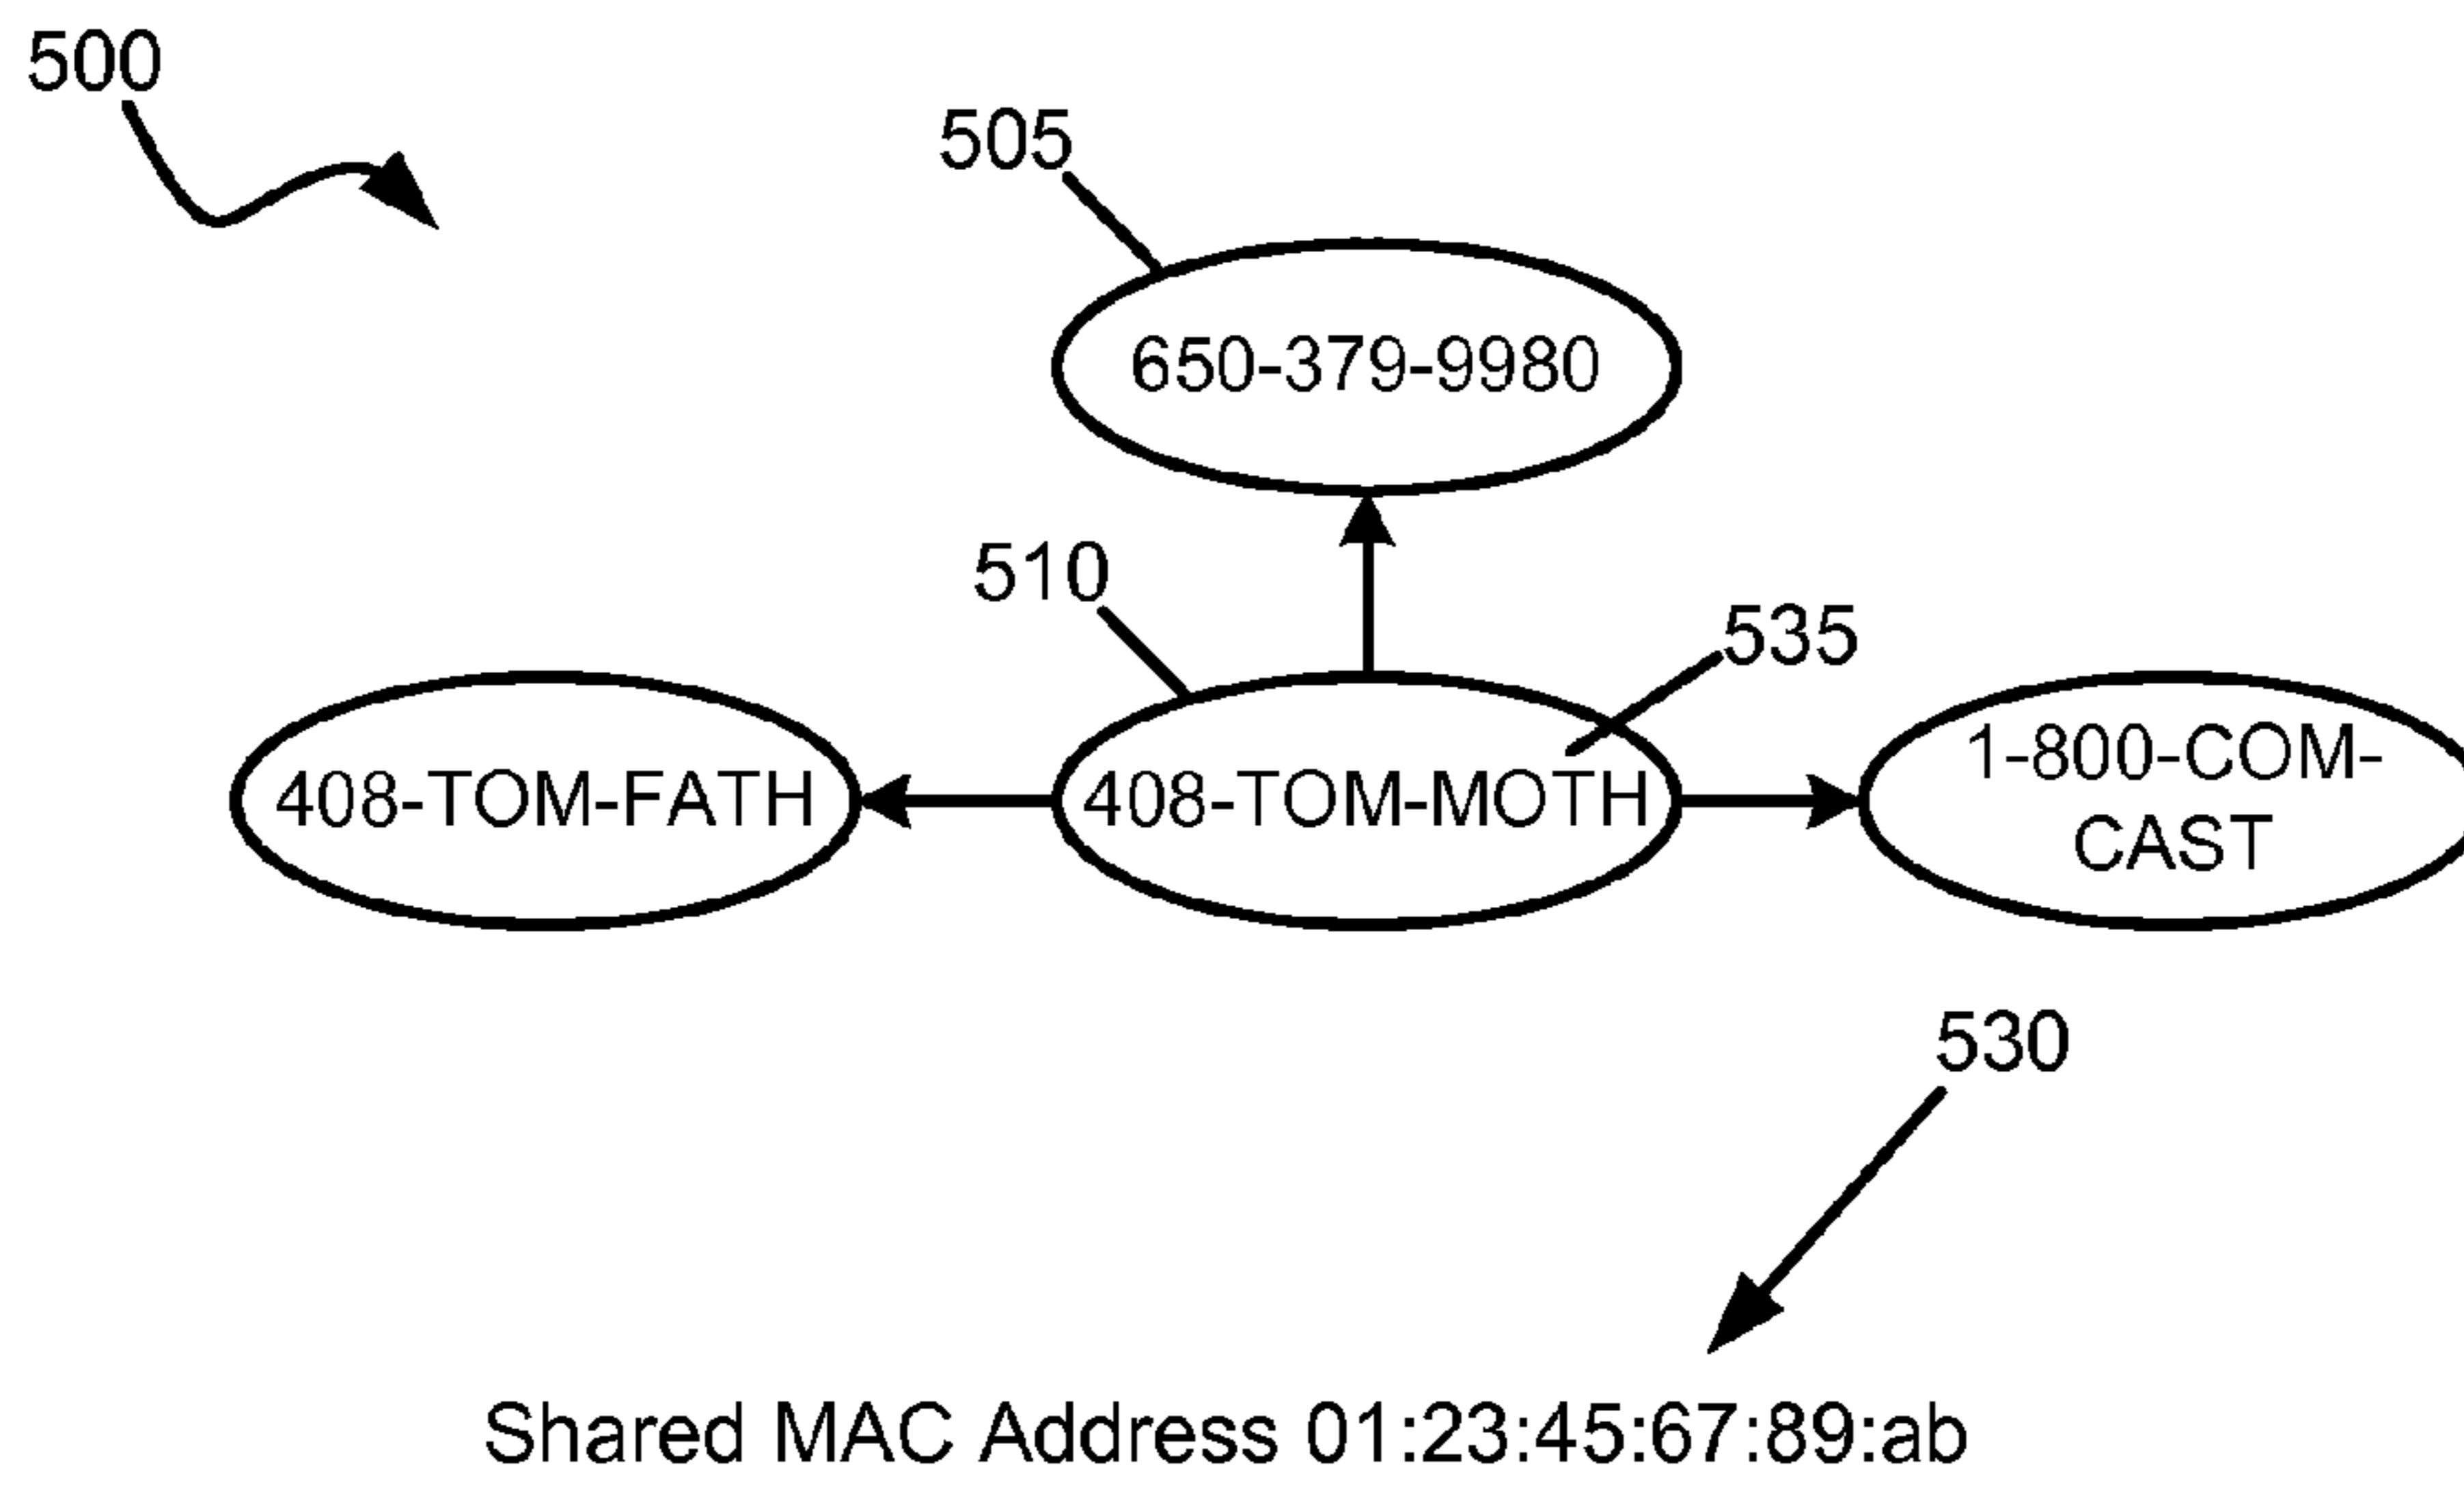 500
505
650-379-9980
510
535
408-TOM-FATH
408-TOM-MOTH
1-800-COM-
CAST
530
Shared MAC Address 01:23:45:67:89:ab